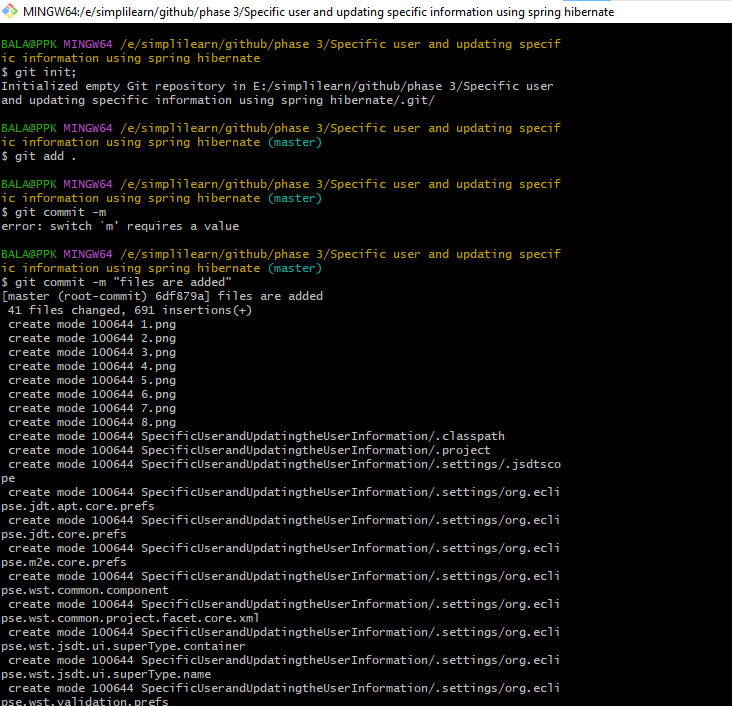 MINGW64:/e/simplilearn/github/phase 3/Specific user and updating specific information using spring hibernate
BALA@PPK MINGW64 /e/simplilearn/github/phase 3/Specific user and updating specif
ic information using spring hibernate
$ git init;
Initialized empty Git repository in E:/simplilearn/github/phase 3/Specific user
and updating specific information using spring hibernate/.git/
BALA@PPK MINGW64 /e/simplilearn/github/phase 3/Specific user and updating specif
ic information using spring hibernate (master)
$ git add .
BALA@PPK MINGW64 /e/simplilearn/github/phase 3/Specific user and updating specif
ic information using spring hibernate (master)
$ git commit -m
error: switch `m' requires a value
BALA@PPK MINGW64 /e/simplilearn/github/phase 3/Specific user and updating specif
ic information using spring hibernate (master)
$ git commit -m "files are added"
[master (root-commit) 6df879a] files are added
 41 files changed, 691 insertions(+)
 create mode 100644 1.png
 create mode 100644 2.png
 create mode 100644 3.png
 create mode 100644 4.png
 create mode 100644 5.png
 create mode 100644 6.png
 create mode 100644 7.png
 create mode 100644 8.png
 create mode 100644 SpecificUserandUpdatingtheUserInformation/.classpath
 create mode 100644 SpecificUserandUpdatingtheUserInformation/.project
 create mode 100644 SpecificUserandUpdatingtheUserInformation/.settings/.jsdtsco
pe
 create mode 100644 SpecificUserandUpdatingtheUserInformation/.settings/org.ecli
pse.jdt.apt.core.prefs
 create mode 100644 SpecificUserandUpdatingtheUserInformation/.settings/org.ecli
pse.jdt.core.prefs
 create mode 100644 SpecificUserandUpdatingtheUserInformation/.settings/org.ecli
pse.m2e.core.prefs
 create mode 100644 SpecificUserandUpdatingtheUserInformation/.settings/org.ecli
pse.wst.common.component
 create mode 100644 SpecificUserandUpdatingtheUserInformation/.settings/org.ecli
pse.wst.common.project.facet.core.xml
 create mode 100644 SpecificUserandUpdatingtheUserInformation/.settings/org.ecli
pse.wst.jsdt.ui.superType.container
 create mode 100644 SpecificUserandUpdatingtheUserInformation/.settings/org.ecli
pse.wst.jsdt.ui.superType.name
 create mode 100644 SpecificUserandUpdatingtheUserInformation/.settings/org.ecli
pse.wst.validation.prefs